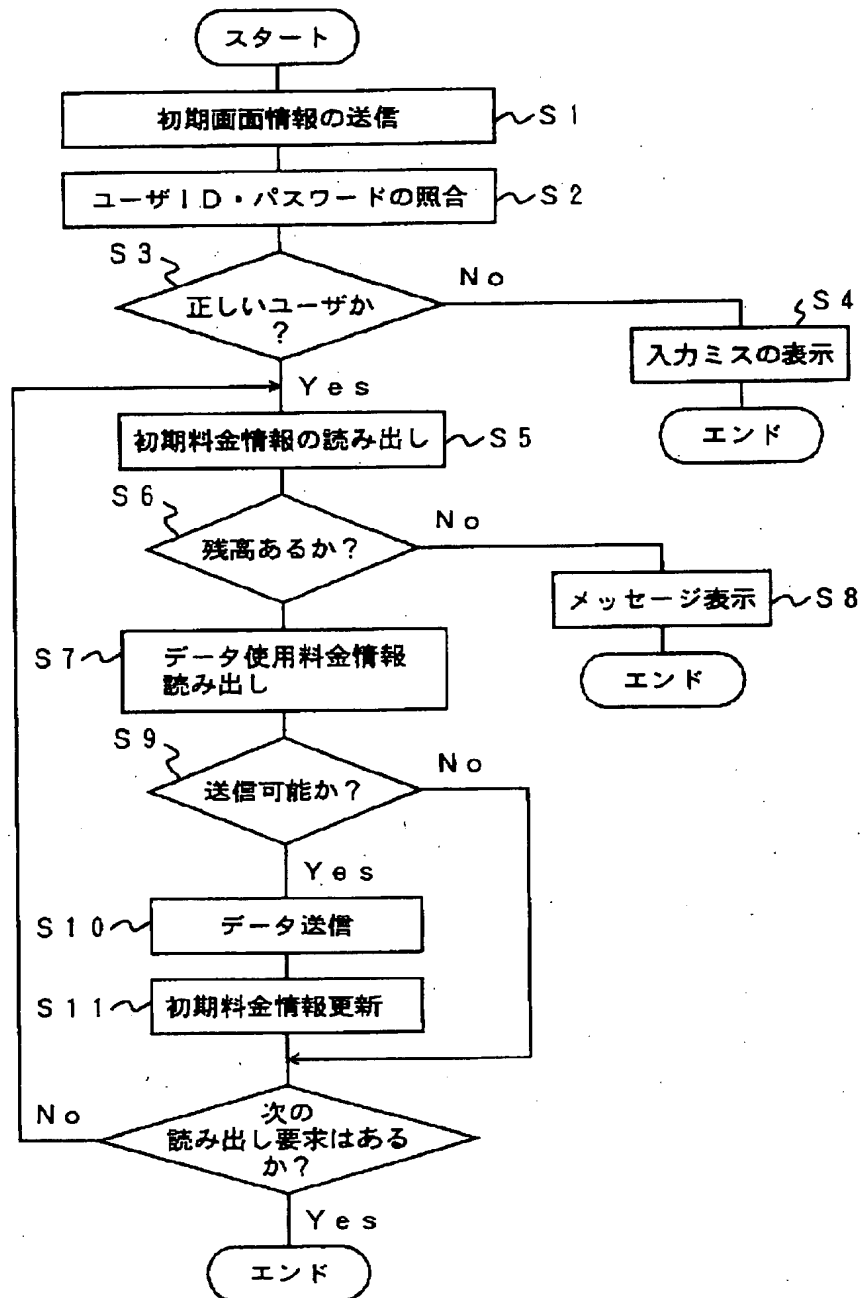 スタート
初期画面情報の送信
S1
ユーザID・パスワードの照合
S2
S3
正しいユーザか
?
No
S4
入力ミスの表示
エンド
Yes
初期料金情報の読み出し
S5
S6
残高あるか?
No
メッセージ表示
S8
エンド
S7
データ使用料金情報
読み出し
S9
送信可能か?
No
Yes
S10
データ送信
S11
初期料金情報更新
No
次の
読み出し要求はある
か?
Yes
エンド